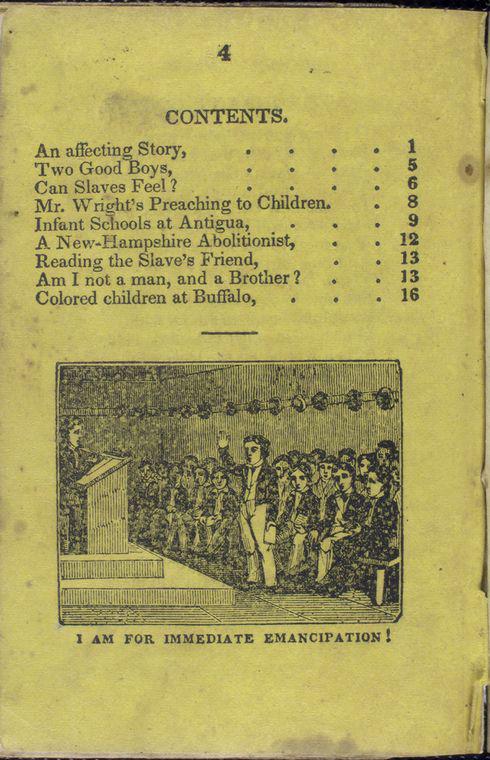 4
CONTENTS.
An affecting Story, . . . . 1
Two Good Boys, . . . . 5
Can Slaves Feel? . . . . 6
Mr. Wright's Preaching to Children. . 8
Infant Schools at Antigua, . . . 9
A New-Hampshire Abolitionist, . . 12
Reading the Slave's Friend, . . 13
Am I not a man, and a Brother? . . 13
Colored children at Buffalo, . . . 16
I AM FOR IMMEDIATE EMANCIPATION!